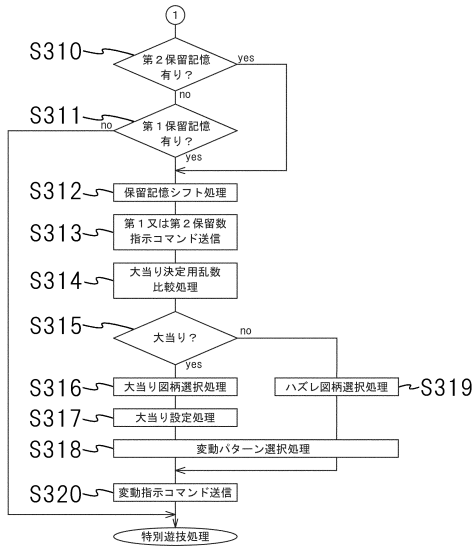 1
S310
第２保留記憶
有り？
yes
no
S311
第１保留記憶
有り？
no
yes
S312
保留記憶シフト処理
S313
第１又は第２保留数
指示コマンド送信
S314
大当り決定用乱数
比較処理
S315
大当り？
no
yes
S316
大当り図柄選択処理
ハズレ図柄選択処理
S319
S317
大当り設定処理
S318
変動パターン選択処理
S320
変動指示コマンド送信
特別遊技処理